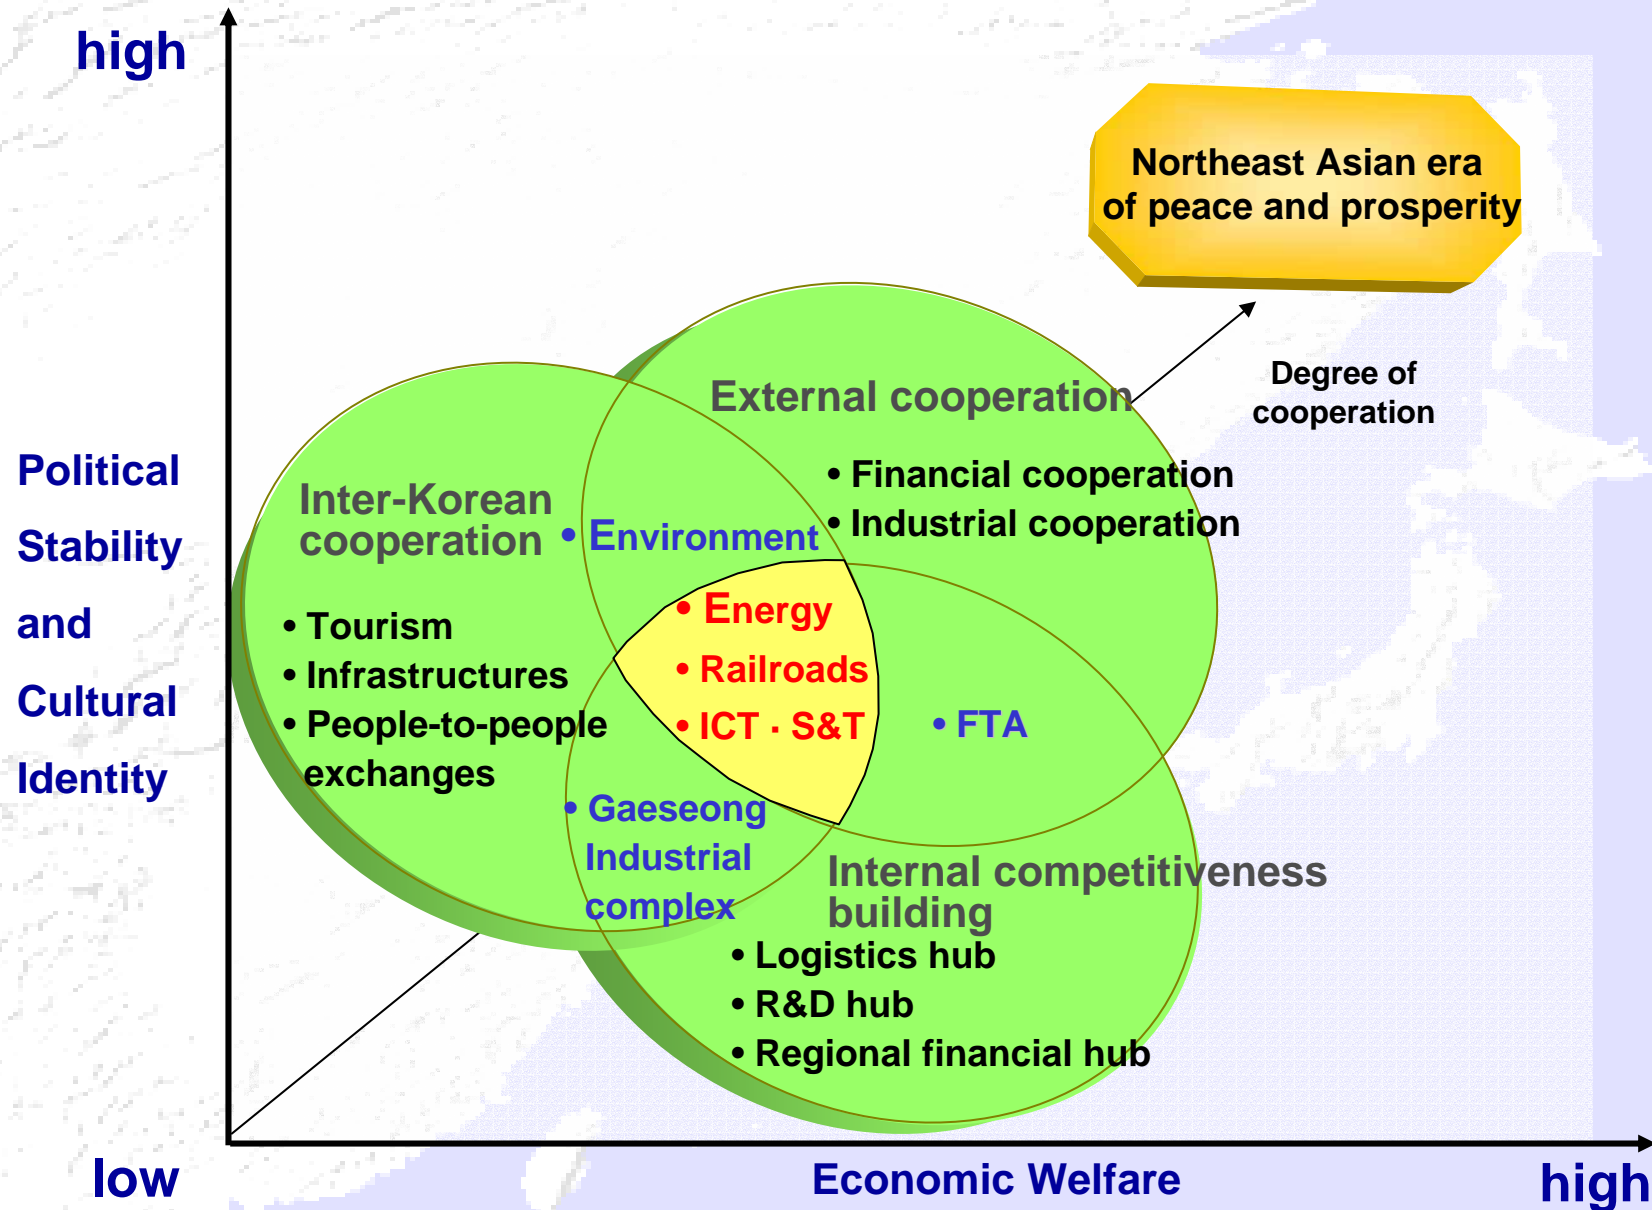 high
Northeast Asian era
of peace and prosperity
Degree of
cooperation
External cooperation
• Financial cooperation
• Industrial cooperation
Political
Stability
and
Cultural
Identity
Inter-Korean
cooperation
• Environment
• Tourism
• Infrastructures
• People-to-people
exchanges
• Energy
• Railroads
• ICT · S&T
• FTA
• Gaeseong
Industrial
complex
Internal competitiveness
building
• Logistics hub
• R&D hub
• Regional financial hub
low
Economic Welfare
high